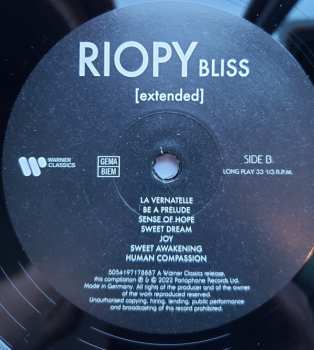 RIOPY BLISS
[extended]
WARNER
CLASSICS
GEMA
BIEM
SIDE B.
LONG PLAY 33 1/3 R.P.M.
LA VERNATELLE
BE A PRELUDE
SENSE OF HOPE
SWEET DREAM
JOY
SWEET AWAKENING
HUMAN COMPASSION
5054197178687 A Warner Classics release,
this compilation ℗ & © 2022 Parlophone Records Ltd.
Made in Germany. All rights of the producer and of the owner
of the work reproduced reserved.
Unauthorised copying, hiring, lending, public performance
and broadcasting of this record prohibited.